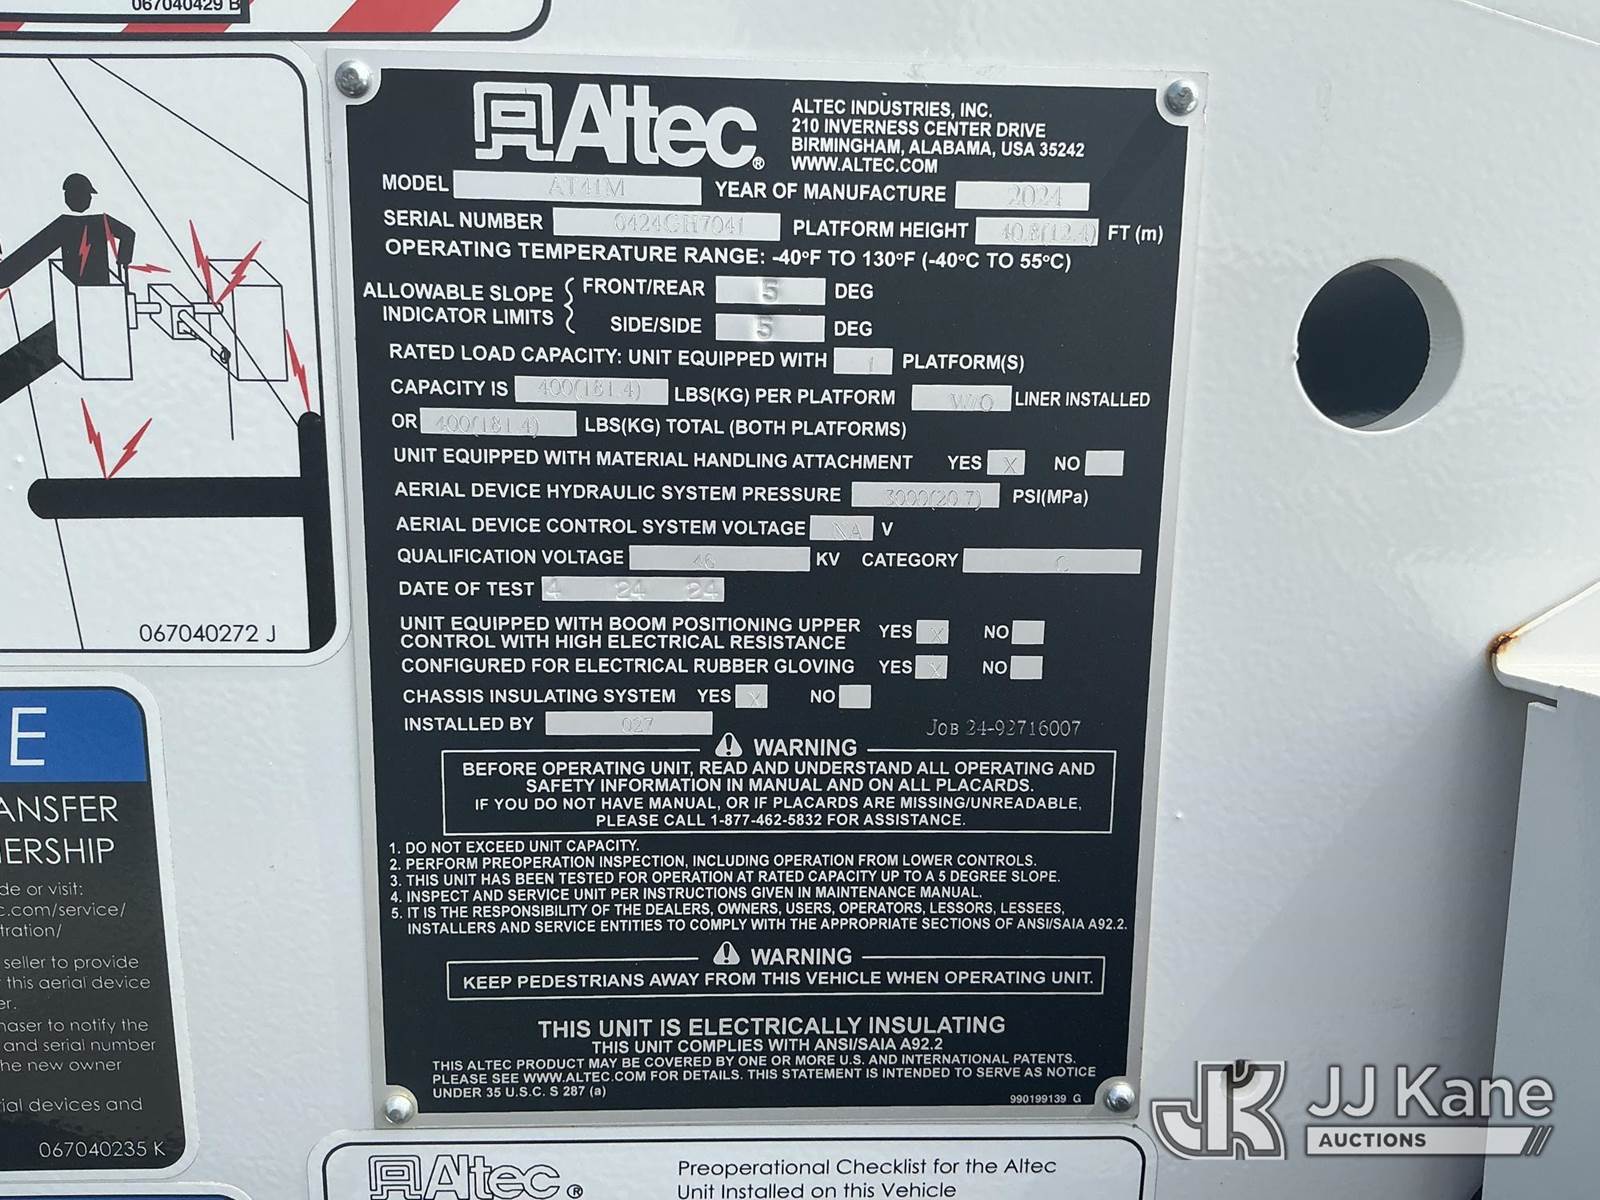 067040429 B
Altec®
ALTEC INDUSTRIES, INC.
210 INVERNESS CENTER DRIVE
BIRMINGHAM, ALABAMA, USA 35242
WWW.ALTEC.COM
MODEL AT41M YEAR OF MANUFACTURE 2024
SERIAL NUMBER 0424GH7041 PLATFORM HEIGHT 40.8(12.4) FT (m)
OPERATING TEMPERATURE RANGE: -40°F TO 130°F (-40°C TO 55°C)
ALLOWABLE SLOPE INDICATOR LIMITS
FRONT/REAR 5 DEG
SIDE/SIDE 5 DEG
RATED LOAD CAPACITY: UNIT EQUIPPED WITH 1 PLATFORM(S)
CAPACITY IS 400(181.4) LBS(KG) PER PLATFORM W/O LINER INSTALLED
OR 400(181.4) LBS(KG) TOTAL (BOTH PLATFORMS)
UNIT EQUIPPED WITH MATERIAL HANDLING ATTACHMENT YES X NO
AERIAL DEVICE HYDRAULIC SYSTEM PRESSURE 3000(20.7) PSI(MPa)
AERIAL DEVICE CONTROL SYSTEM VOLTAGE NA V
QUALIFICATION VOLTAGE 46 KV CATEGORY C
DATE OF TEST 4 24 24
UNIT EQUIPPED WITH BOOM POSITIONING UPPER
CONTROL WITH HIGH ELECTRICAL RESISTANCE YES X NO
CONFIGURED FOR ELECTRICAL RUBBER GLOVING YES X NO
CHASSIS INSULATING SYSTEM YES X NO
INSTALLED BY 027 JOB 24-92716007
WARNING
BEFORE OPERATING UNIT, READ AND UNDERSTAND ALL OPERATING AND
SAFETY INFORMATION IN MANUAL AND ON ALL PLACARDS.
IF YOU DO NOT HAVE MANUAL, OR IF PLACARDS ARE MISSING/UNREADABLE,
PLEASE CALL 1-877-462-5832 FOR ASSISTANCE.
1. DO NOT EXCEED UNIT CAPACITY.
2. PERFORM PREOPERATION INSPECTION, INCLUDING OPERATION FROM LOWER CONTROLS.
3. THIS UNIT HAS BEEN TESTED FOR OPERATION AT RATED CAPACITY UP TO A 5 DEGREE SLOPE.
4. INSPECT AND SERVICE UNIT PER INSTRUCTIONS GIVEN IN MAINTENANCE MANUAL.
5. IT IS THE RESPONSIBILITY OF THE DEALERS, OWNERS, USERS, OPERATORS, LESSORS, LESSEES,
INSTALLERS AND SERVICE ENTITIES TO COMPLY WITH THE APPROPRIATE SECTIONS OF ANSI/SAIA A92.2.
WARNING
KEEP PEDESTRIANS AWAY FROM THIS VEHICLE WHEN OPERATING UNIT.
THIS UNIT IS ELECTRICALLY INSULATING
THIS UNIT COMPLIES WITH ANSI/SAIA A92.2
THIS ALTEC PRODUCT MAY BE COVERED BY ONE OR MORE U.S. AND INTERNATIONAL PATENTS.
PLEASE SEE WWW.ALTEC.COM FOR DETAILS. THIS STATEMENT IS INTENDED TO SERVE AS NOTICE
UNDER 35 U.S.C. S 287 (a)
990199139 G
067040272 J
E
ANSFER
ERSHIP
de or visit:
c.com/service/
tration/
seller to provide
this aerial device
er.
haser to notify the
and serial number
he new owner
ial devices and
067040235 K
Altec®
Preoperational Checklist for the Altec
Unit Installed on this Vehicle
JK JJ Kane
AUCTIONS